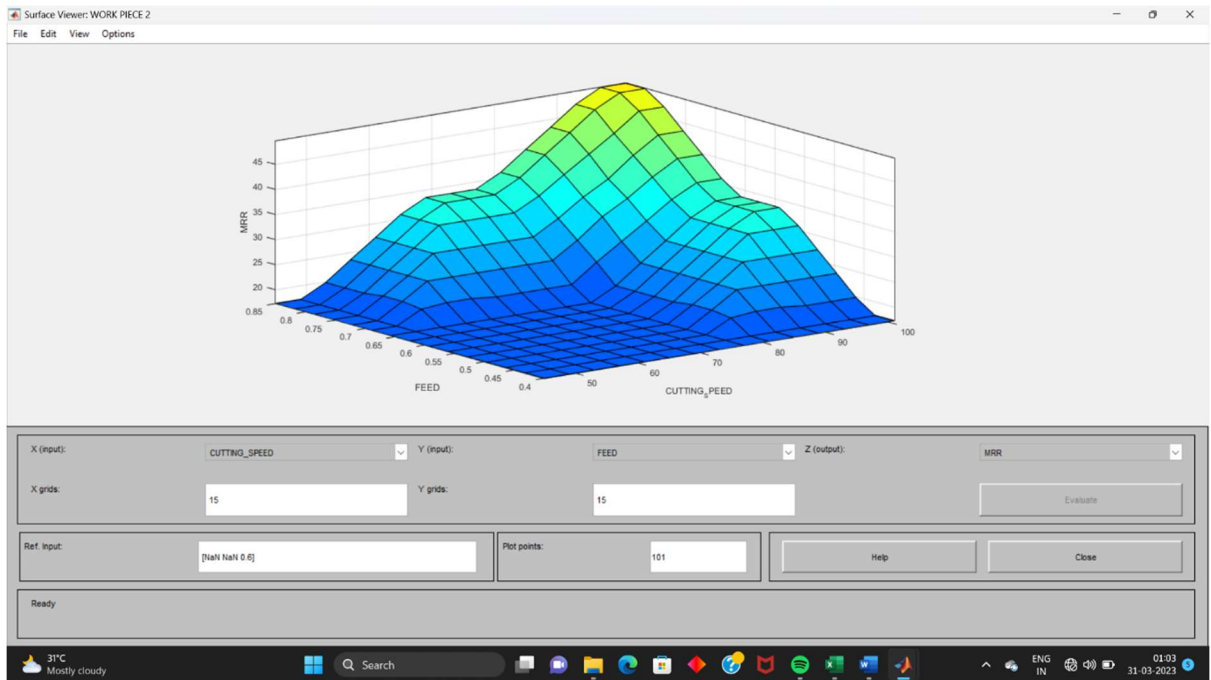 Surface Viewer: WORK PIECE 2
File Edit View Options
45
40
35
30
25
20
MRR
0.85
0.8
0.75
0.7
0.65
0.6
0.55
0.5
0.45
0.4
FEED
50
60
70
80
90
100
CUTTING_SPEED
X (input): CUTTING_SPEED Y (input): FEED Z (output): MRR
X grids: 15 Y grids: 15 Evaluate
Ref. Input: [NaN NaN 0.6] Plot points: 101 Help Close
Ready
31°C
Mostly cloudy
Search
ENG
IN
01:03
31-03-2023